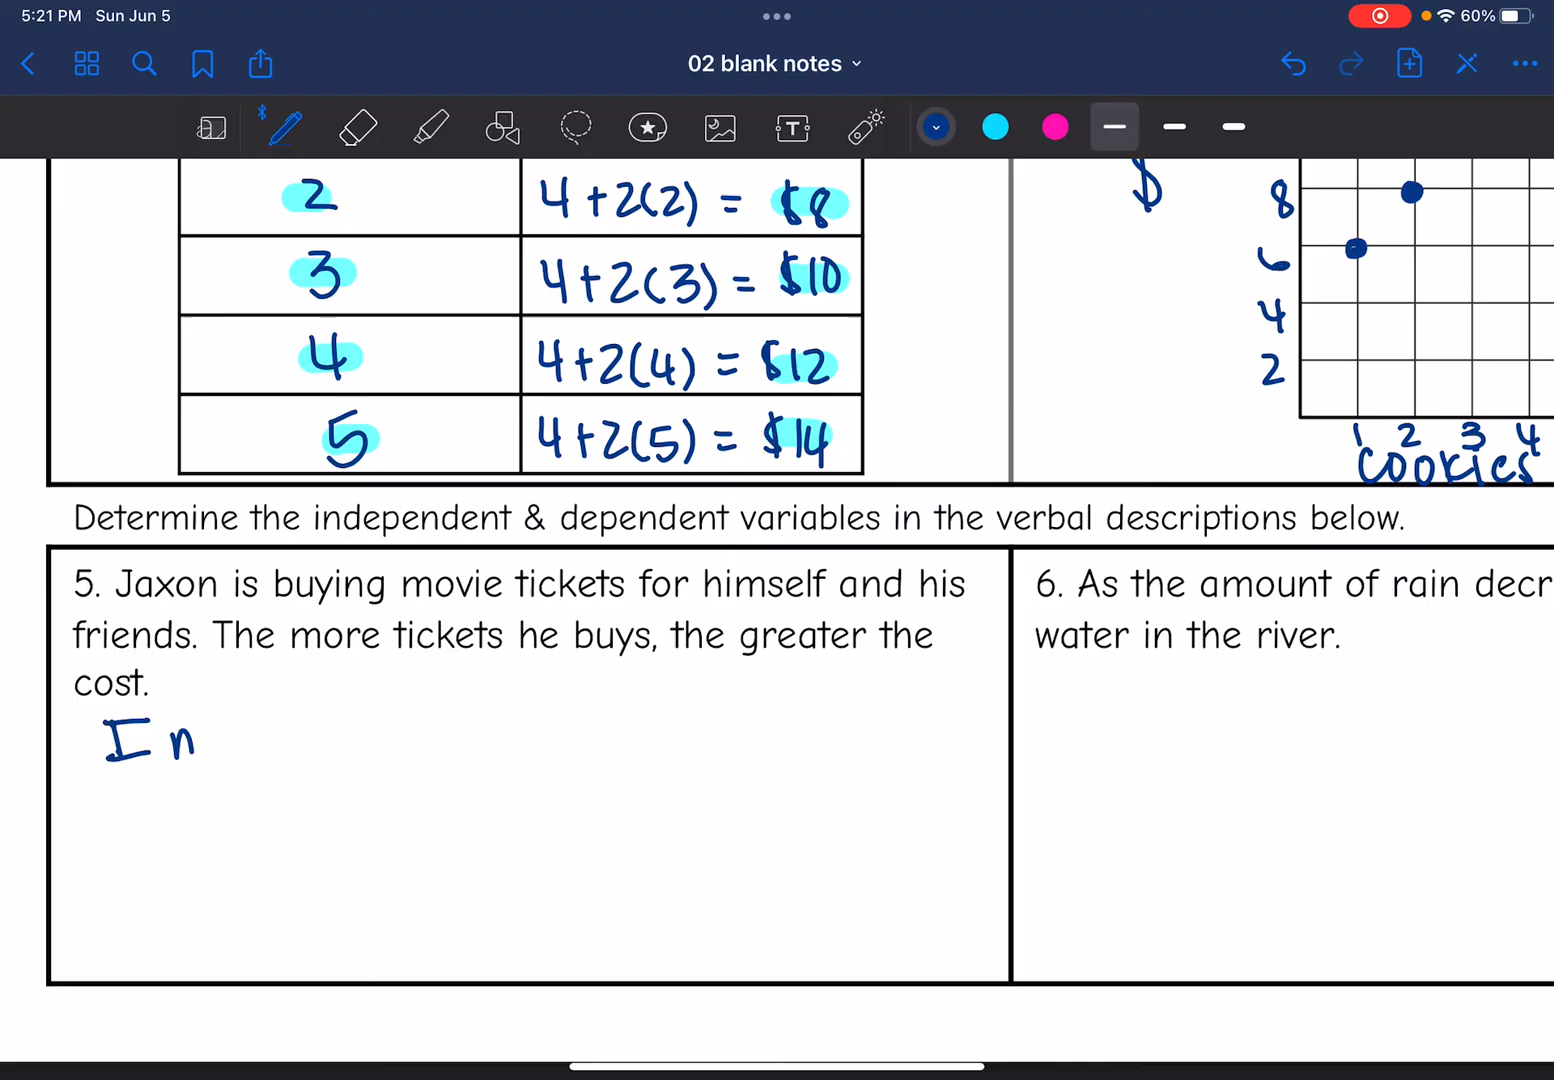 5:21 PM Sun Jun 5
60%
02 blank notes
T
2
4+2(2) = $8
3
4+2(3) = $10
4
4+2(4) = $12
5
4+2(5) = $14
$
8
6
4
2
1 2 3 4
cookies
Determine the independent & dependent variables in the verbal descriptions below.
5. Jaxon is buying movie tickets for himself and his
friends. The more tickets he buys, the greater the
cost.
In
6. As the amount of rain decr
water in the river.